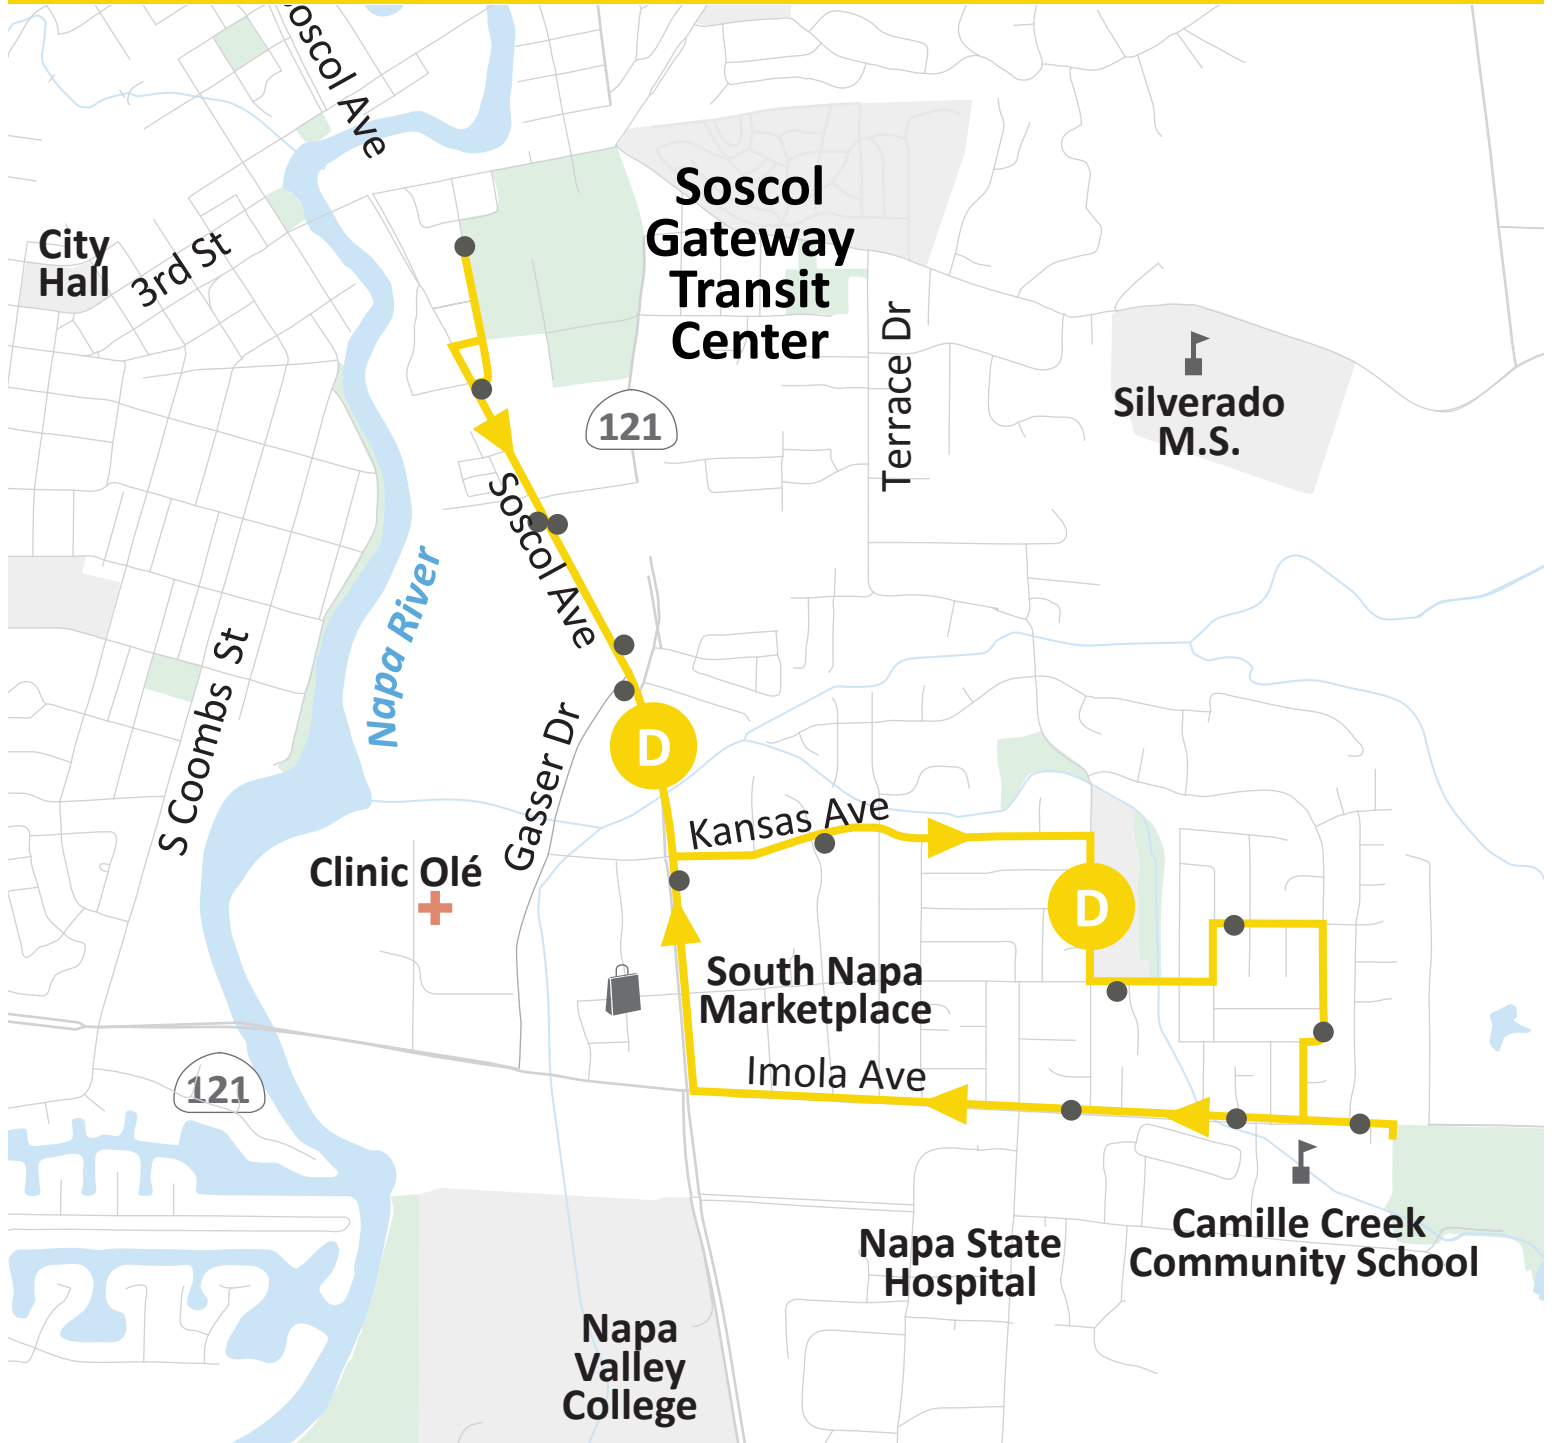 Soscol Ave
Soscol
Gateway
Transit
Center
City
Hall
3rd St
Terrace Dr
Silverado
M.S.
121
Soscol Ave
Napa River
S Coombs St
Gasser Dr
D
Kansas Ave
Clinic Olé
D
South Napa
Marketplace
Imola Ave
121
Camille Creek
Community School
Napa State
Hospital
Napa
Valley
College